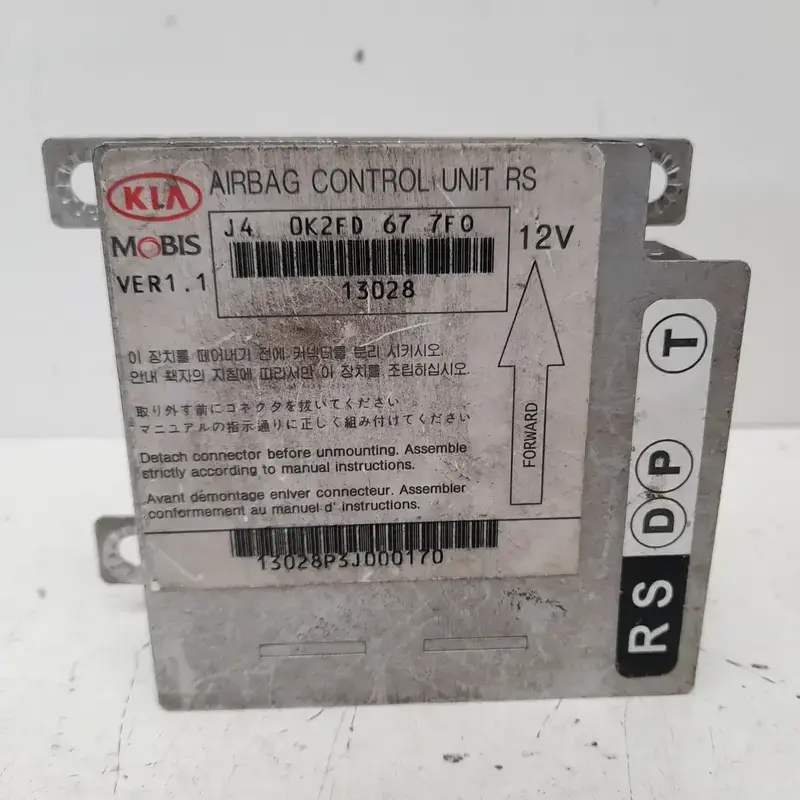 KIA
AIRBAG CONTROL UNIT RS
MOBIS
VER1.1
J4 0K2FD 67 7F0
13028
12V
FORWARD
이 장치를 떼어내기 전에 커넥터를 분리 시키시오.
안내 책자의 지침에 따라서만 이 장치를 조립하십시오.
取り外す前にコネクタを抜いてください
マニュアルの指示通りに正しく組み付けてください
Detach connector before unmounting. Assemble
strictly according to manual instructions.
Avant démontage enlver connecteur. Assembler
conformement au manuel d' instructions.
13028P3J000170
RS D P T